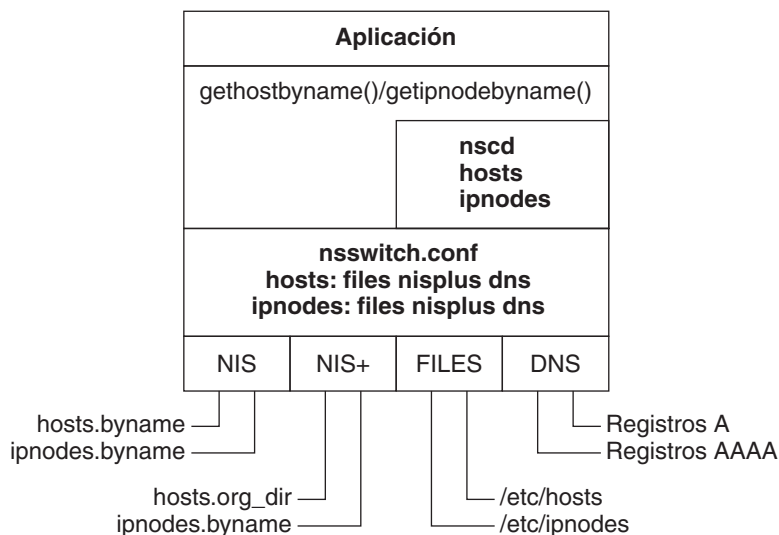 Aplicación
gethostbyname()/getipnodebyname()
nscd
hosts
ipnodes
nsswitch.conf
hosts: files nisplus dns
ipnodes: files nisplus dns
NIS
NIS+
FILES
DNS
hosts.byname
ipnodes.byname
Registros A
Registros AAAA
hosts.org_dir
ipnodes.byname
/etc/hosts
/etc/ipnodes